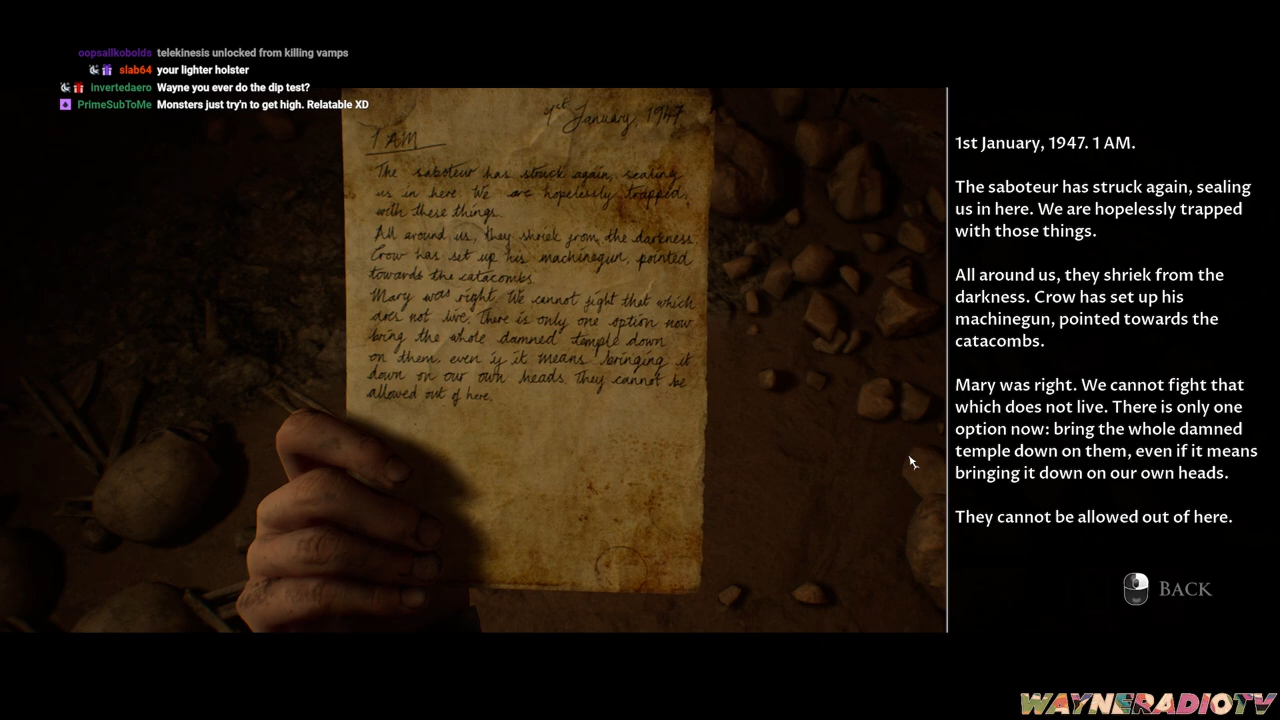 oopsallkobolds telekinesis unlocked from killing vamps
slab64 your lighter holster
Invertedaero Wayne you ever do the dip test?
PrimeSubToMe Monsters just try'n to get high. Relatable XD
1st January, 1947
1 AM
The saboteur has struck again, sealing
us in here. We are hopelessly trapped,
with these things.
All around us, they shriek from the darkness.
Crow has set up his machinegun, pointed
towards the catacombs
Mary was right. We cannot fight that which
does not live. There is only one option now
bring the whole damned temple down
on them, even if it means bringing it
down on our own heads. They cannot be
allowed out of here.
1st January, 1947. 1 AM.
The saboteur has struck again, sealing
us in here. We are hopelessly trapped
with those things.
All around us, they shriek from the
darkness. Crow has set up his
machinegun, pointed towards the
catacombs.
Mary was right. We cannot fight that
which does not live. There is only one
option now: bring the whole damned
temple down on them, even if it means
bringing it down on our own heads.
They cannot be allowed out of here.
BACK
WAYNERADIOTV